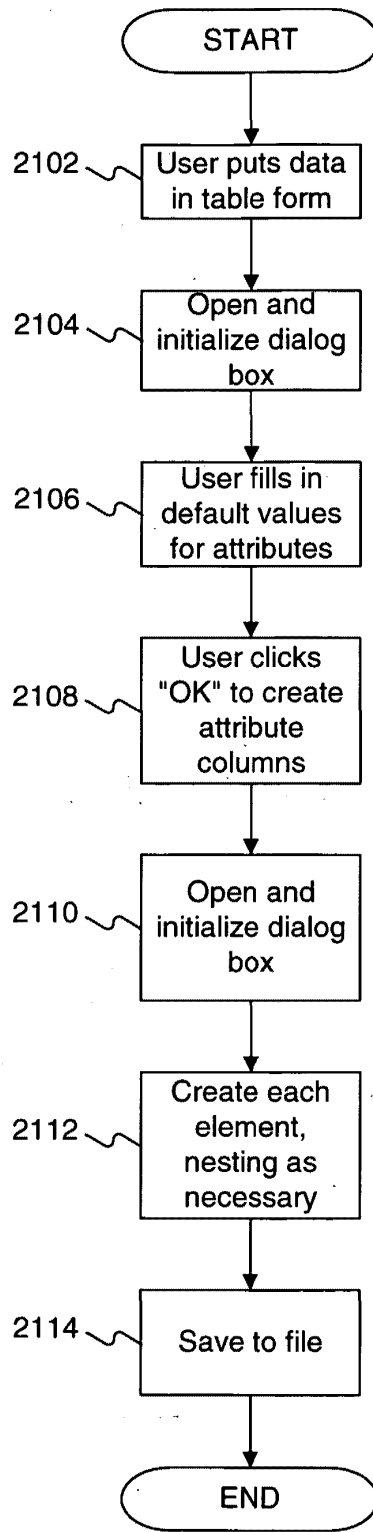 START
2102
User puts data
in table form
2104
Open and
initialize dialog
box
2106
User fills in
default values
for attributes
2108
User clicks
"OK" to create
attribute
columns
2110
Open and
initialize dialog
box
2112
Create each
element,
nesting as
necessary
2114
Save to file
END